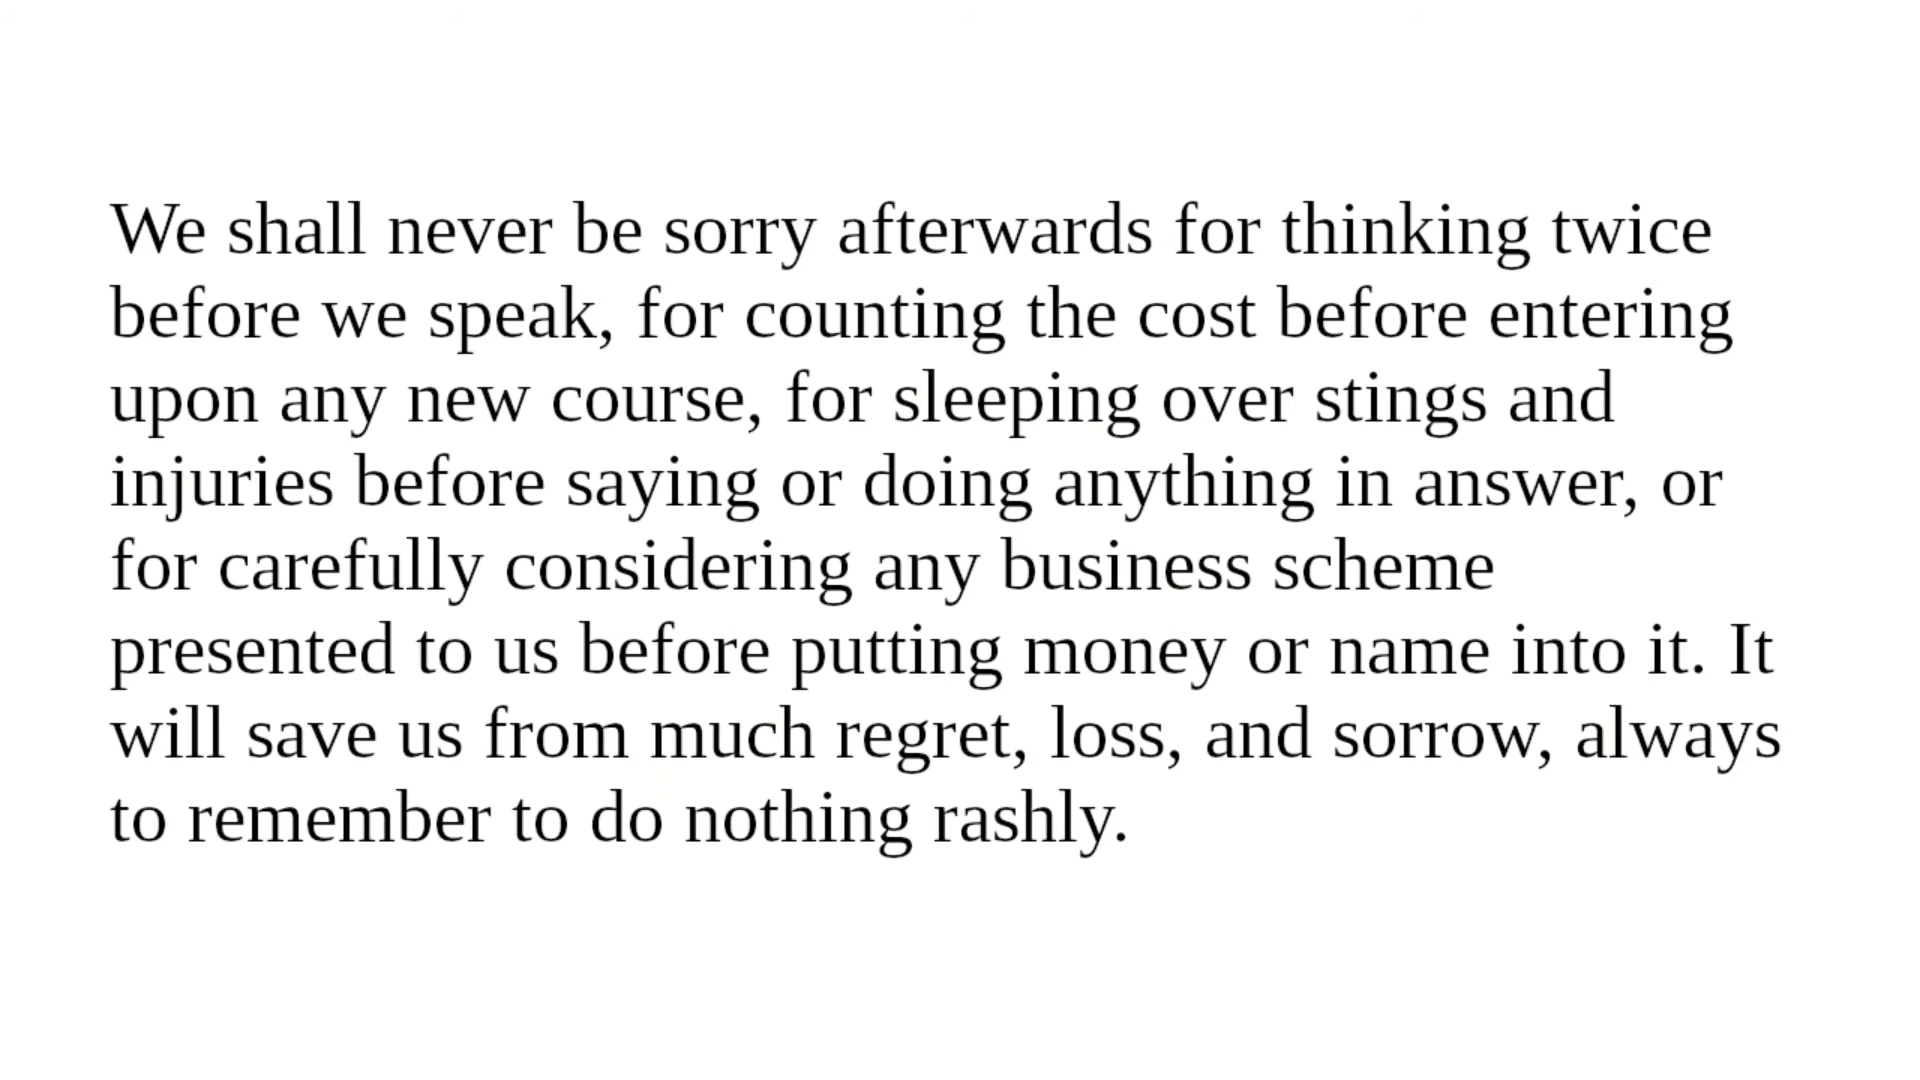 We shall never be sorry afterwards for thinking twice
before we speak, for counting the cost before entering
upon any new course, for sleeping over stings and
injuries before saying or doing anything in answer, or
for carefully considering any business scheme
presented to us before putting money or name into it. It
will save us from much regret, loss, and sorrow, always
to remember to do nothing rashly.